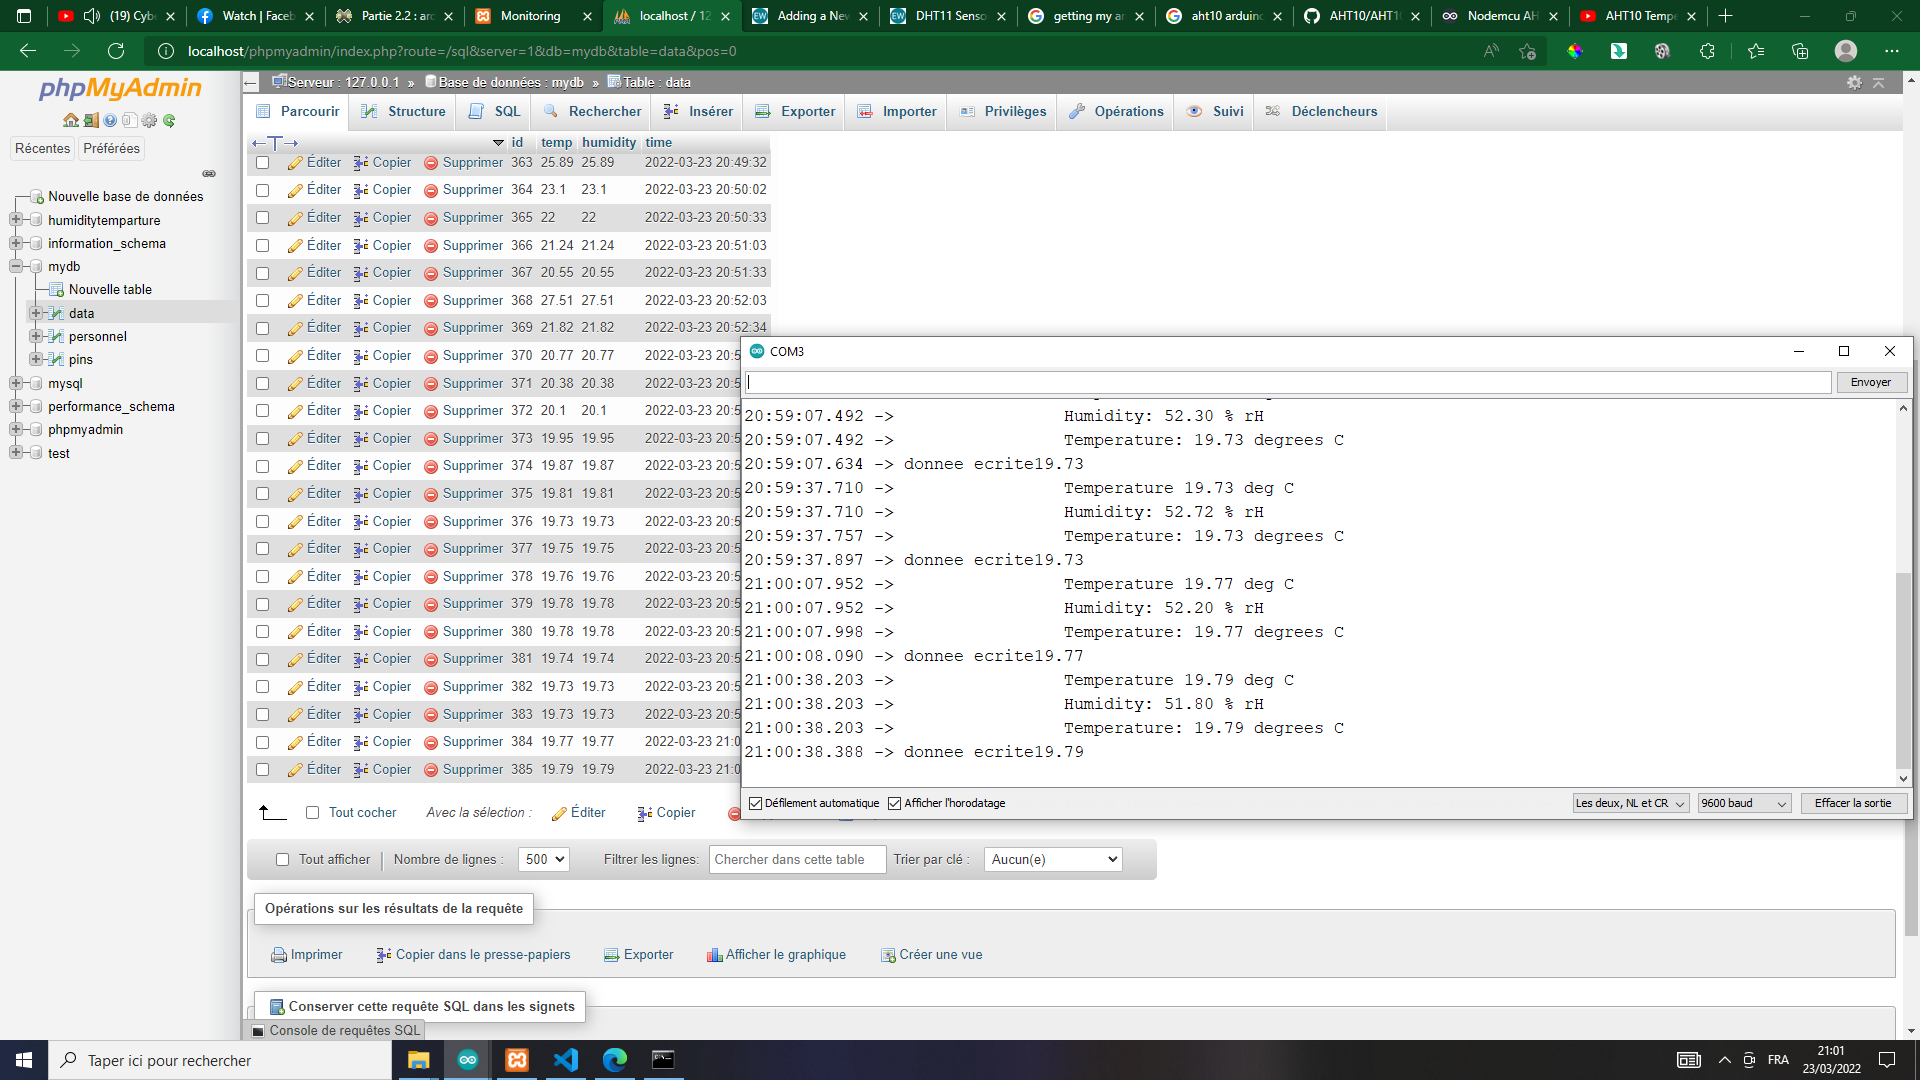 (19) Cybe
Watch | Faceb
Partie 2.2 : arc
Monitoring
localhost / 12
Adding a New
DHT11 Senso
getting my ar
aht10 arduino
AHT10/AHT1
Nodemcu AH
AHT10 Tempe
localhost/phpmyadmin/index.php?route=/sql&server=1&db=mydb&table=data&pos=0
phpMyAdmin
Récentes Préférées
Nouvelle base de données
humiditytemparture
information_schema
mydb
Nouvelle table
data
personnel
pins
mysql
performance_schema
phpmyadmin
test
Serveur : 127.0.0.1 » Base de données : mydb » Table : data
Parcourir Structure SQL Rechercher Insérer Exporter Importer Privilèges Opérations Suivi Déclencheurs
id temp humidity time
Éditer Copier Supprimer 363 25.89 25.89 2022-03-23 20:49:32
Éditer Copier Supprimer 364 23.1 23.1 2022-03-23 20:50:02
Éditer Copier Supprimer 365 22 22 2022-03-23 20:50:33
Éditer Copier Supprimer 366 21.24 21.24 2022-03-23 20:51:03
Éditer Copier Supprimer 367 20.55 20.55 2022-03-23 20:51:33
Éditer Copier Supprimer 368 27.51 27.51 2022-03-23 20:52:03
Éditer Copier Supprimer 369 21.82 21.82 2022-03-23 20:52:34
Éditer Copier Supprimer 370 20.77 20.77 2022-03-23 20:5
Éditer Copier Supprimer 371 20.38 20.38 2022-03-23 20:5
Éditer Copier Supprimer 372 20.1 20.1 2022-03-23 20:5
Éditer Copier Supprimer 373 19.95 19.95 2022-03-23 20:5
Éditer Copier Supprimer 374 19.87 19.87 2022-03-23 20:5
Éditer Copier Supprimer 375 19.81 19.81 2022-03-23 20:5
Éditer Copier Supprimer 376 19.73 19.73 2022-03-23 20:5
Éditer Copier Supprimer 377 19.75 19.75 2022-03-23 20:5
Éditer Copier Supprimer 378 19.76 19.76 2022-03-23 20:5
Éditer Copier Supprimer 379 19.78 19.78 2022-03-23 20:5
Éditer Copier Supprimer 380 19.78 19.78 2022-03-23 20:5
Éditer Copier Supprimer 381 19.74 19.74 2022-03-23 20:5
Éditer Copier Supprimer 382 19.73 19.73 2022-03-23 20:5
Éditer Copier Supprimer 383 19.73 19.73 2022-03-23 20:5
Éditer Copier Supprimer 384 19.77 19.77 2022-03-23 21:0
Éditer Copier Supprimer 385 19.79 19.79 2022-03-23 21:0
Tout cocher Avec la sélection : Éditer Copier
Tout afficher Nombre de lignes : 500 Filtrer les lignes: Chercher dans cette table Trier par clé : Aucun(e)
Opérations sur les résultats de la requête
Imprimer Copier dans le presse-papiers Exporter Afficher le graphique Créer une vue
Conserver cette requête SQL dans les signets
Console de requêtes SQL
COM3
Envoyer
20:59:07.492 -> Humidity: 52.30 % rH
20:59:07.492 -> Temperature: 19.73 degrees C
20:59:07.634 -> donnee ecrite19.73
20:59:37.710 -> Temperature 19.73 deg C
20:59:37.710 -> Humidity: 52.72 % rH
20:59:37.757 -> Temperature: 19.73 degrees C
20:59:37.897 -> donnee ecrite19.73
21:00:07.952 -> Temperature 19.77 deg C
21:00:07.952 -> Humidity: 52.20 % rH
21:00:07.998 -> Temperature: 19.77 degrees C
21:00:08.090 -> donnee ecrite19.77
21:00:38.203 -> Temperature 19.79 deg C
21:00:38.203 -> Humidity: 51.80 % rH
21:00:38.203 -> Temperature: 19.79 degrees C
21:00:38.388 -> donnee ecrite19.79
Défilement automatique Afficher l'horodatage Les deux, NL et CR 9600 baud Effacer la sortie
Taper ici pour rechercher
FRA
21:01
23/03/2022